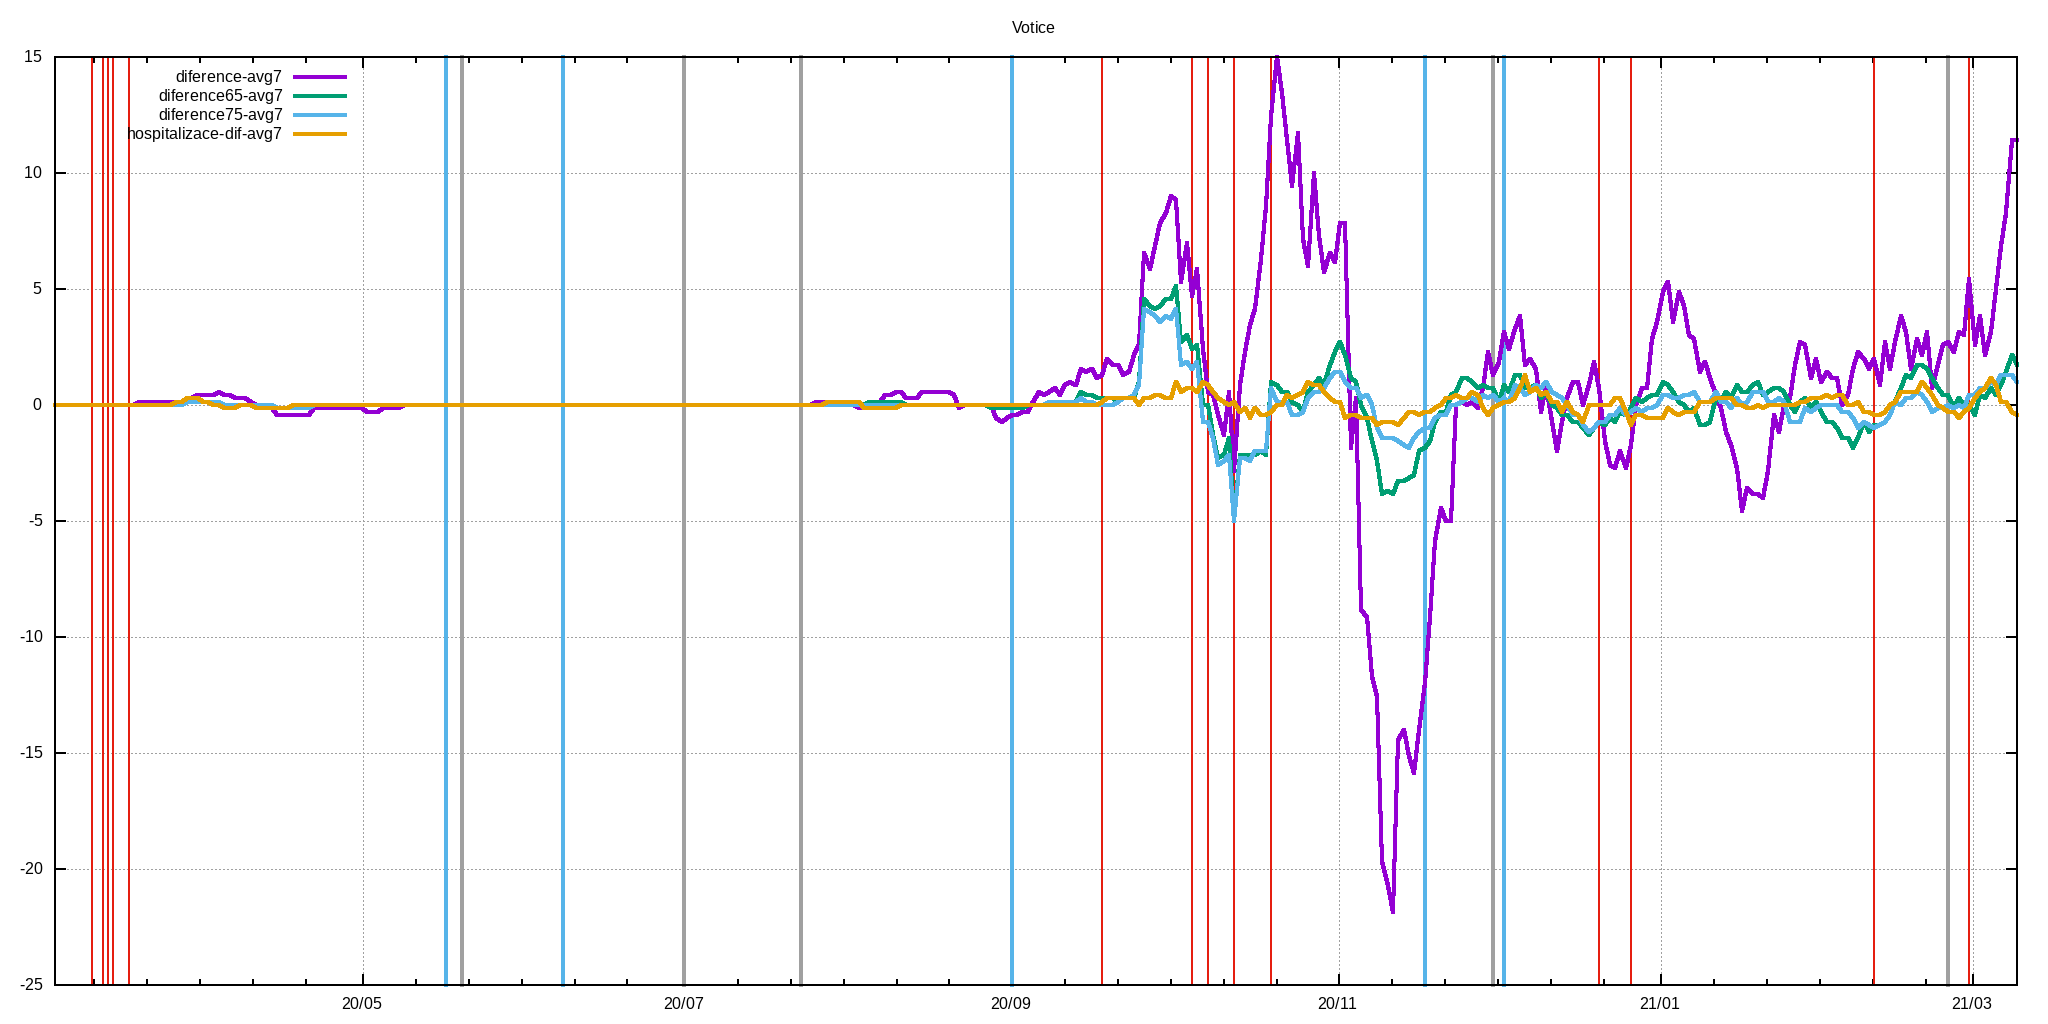 Votice
diference-avg7
diference65-avg7
diference75-avg7
hospitalizace-dif-avg7
15
10
5
0
-5
-10
-15
-20
-25
20/05 20/07 20/09 20/11 21/01 21/03